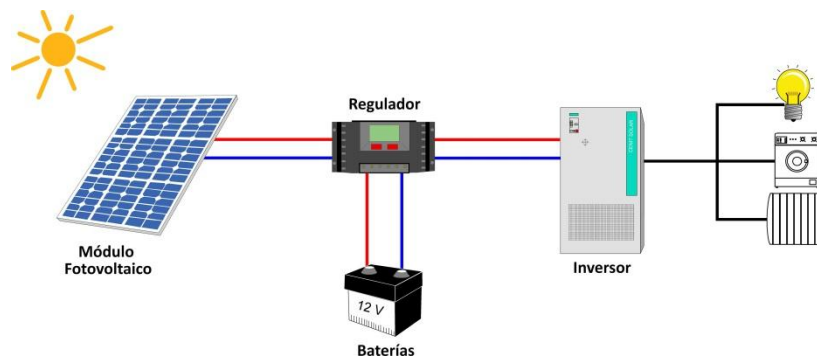 Regulador
Módulo
Fotovoltaico
Inversor
12 V
Baterías